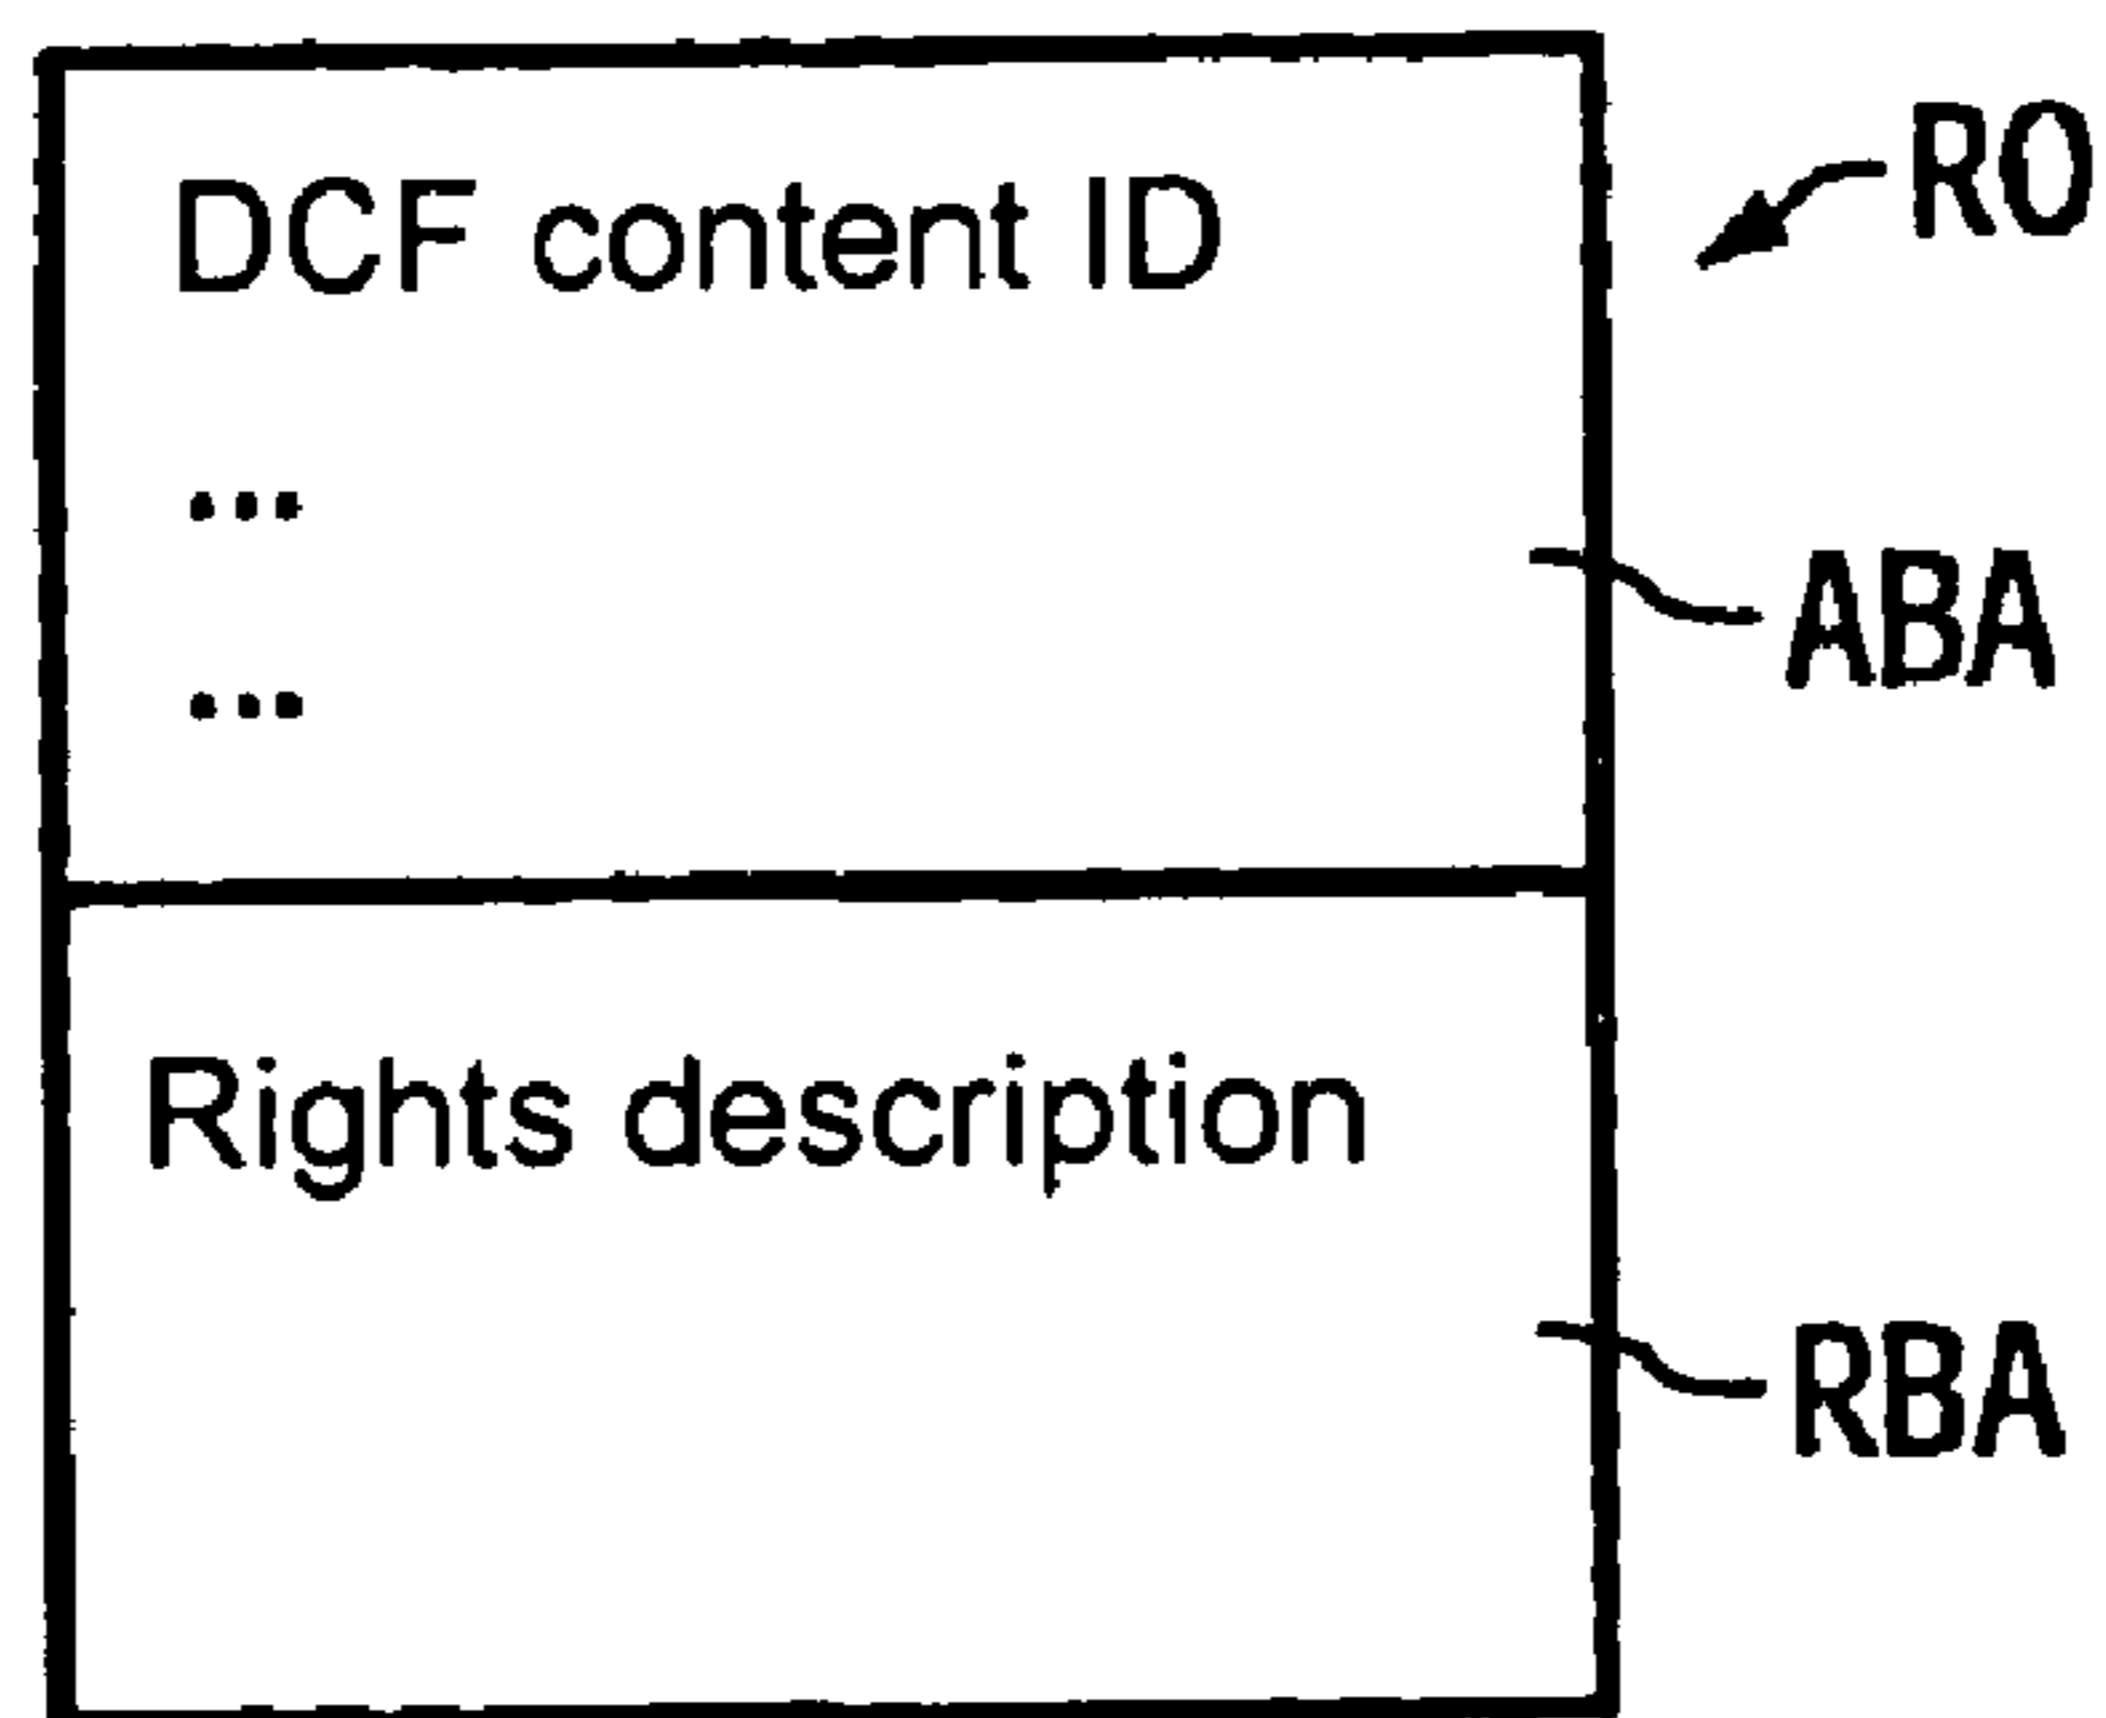 DCF content ID
RO
...
ABA
...
Rights description
RBA